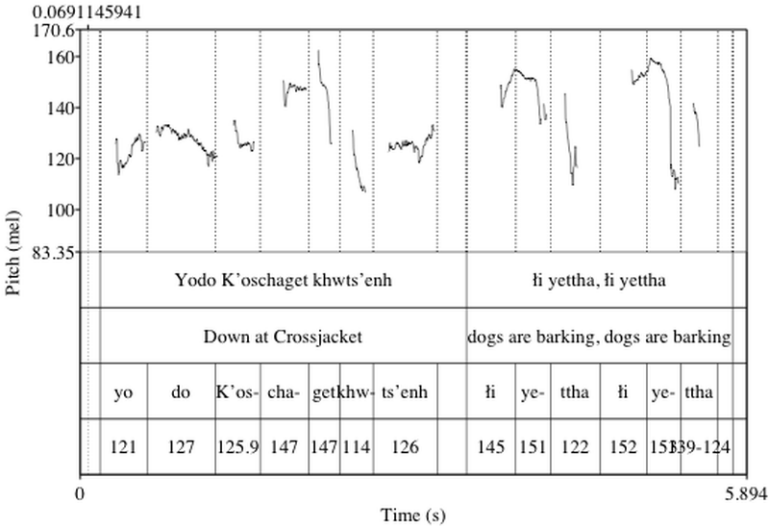 0.0691145941
170.6
160
140
120
100
83.35
Pitch (mel)
Yodo K'oschaget khwts'enh łi yettha, łi yettha
Down at Crossjacket dogs are barking, dogs are barking
yo do K'os- cha- get khw- ts'enh łi ye- ttha łi ye- ttha
121 127 125.9 147 147 114 126 145 151 122 152 139-124
0 5.894
Time (s)